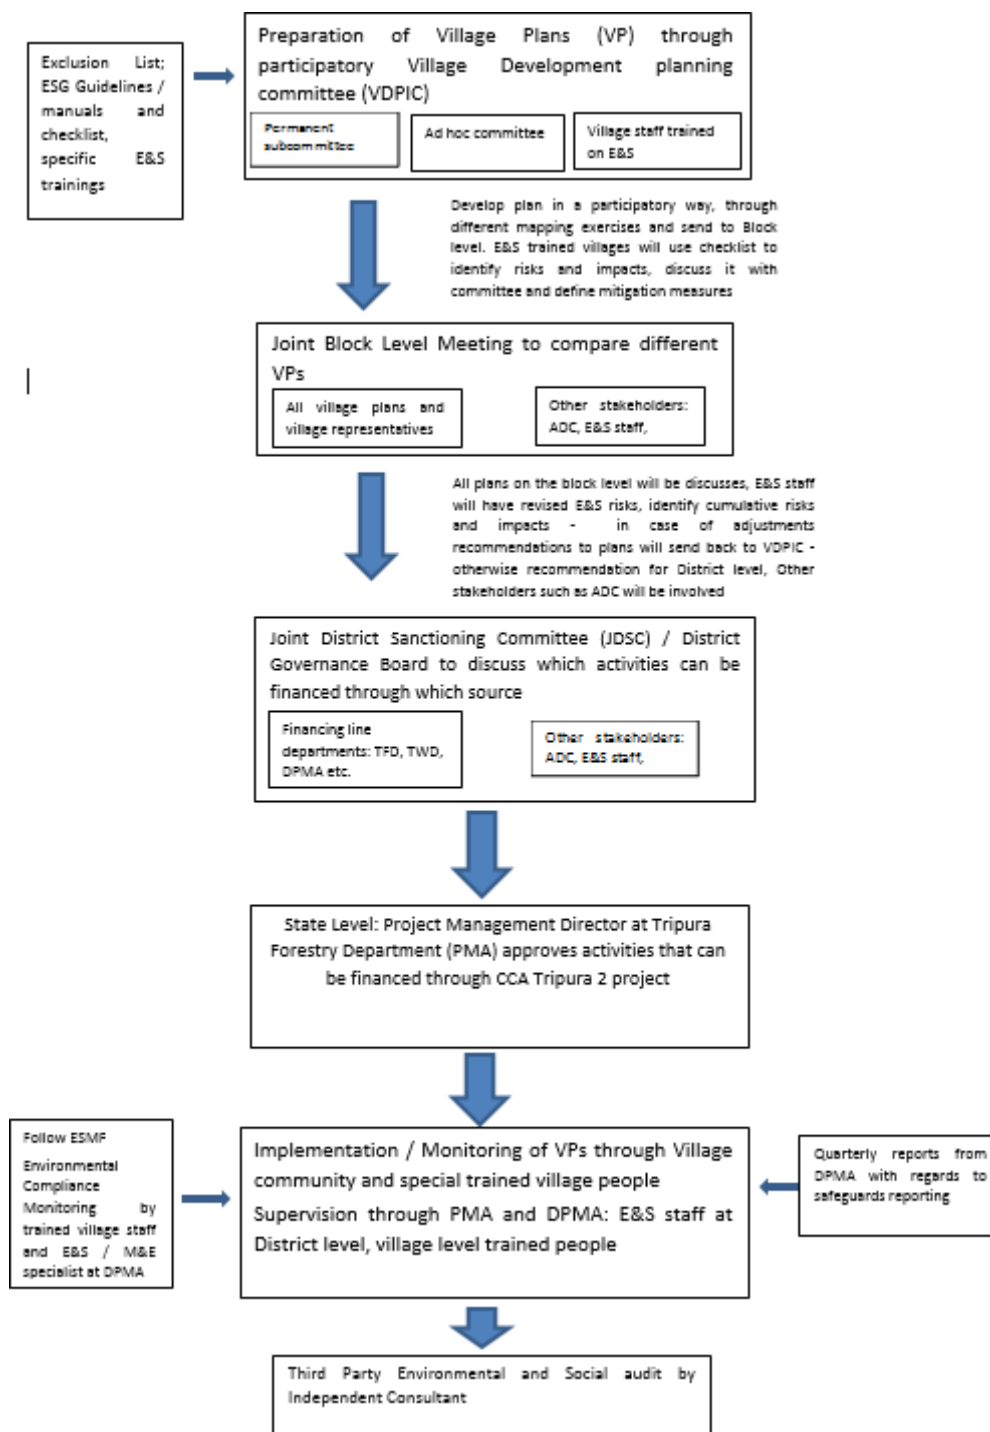 Exclusion List;
ESG Guidelines /
manuals and
checklist,
specific E&S
trainings
Preparation of Village Plans (VP) through
participatory Village Development planning
committee (VDPIC)
Permanent
subcommittee
Ad hoc committee
Village staff trained
on E&S
Develop plan in a participatory way, through
different mapping exercises and send to Block
level. E&S trained villages will use checklist to
identify risks and impacts, discuss it with
committee and define mitigation measures
Joint Block Level Meeting to compare different
VPs
All village plans and
village representatives
Other stakeholders:
ADC, E&S staff,
All plans on the block level will be discusses, E&S staff
will have revised E&S risks, identify cumulative risks
and impacts - in case of adjustments
recommendations to plans will send back to VDPIC -
otherwise recommendation for District level, Other
stakeholders such as ADC will be involved
Joint District Sanctioning Committee (JDSC) / District
Governance Board to discuss which activities can be
financed through which source
Financing line
departments: TFD, TWD,
DPMA etc.
Other stakeholders:
ADC, E&S staff,
State Level: Project Management Director at Tripura
Forestry Department (PMA) approves activities that can
be financed through CCA Tripura 2 project
Follow ESMF
Environmental
Compliance
Monitoring by
trained village staff
and E&S / M&E
specialist at DPMA
Implementation / Monitoring of VPs through Village
community and special trained village people
Supervision through PMA and DPMA: E&S staff at
District level, village level trained people
Quarterly reports from
DPMA with regards to
safeguards reporting
Third Party Environmental and Social audit by
Independent Consultant